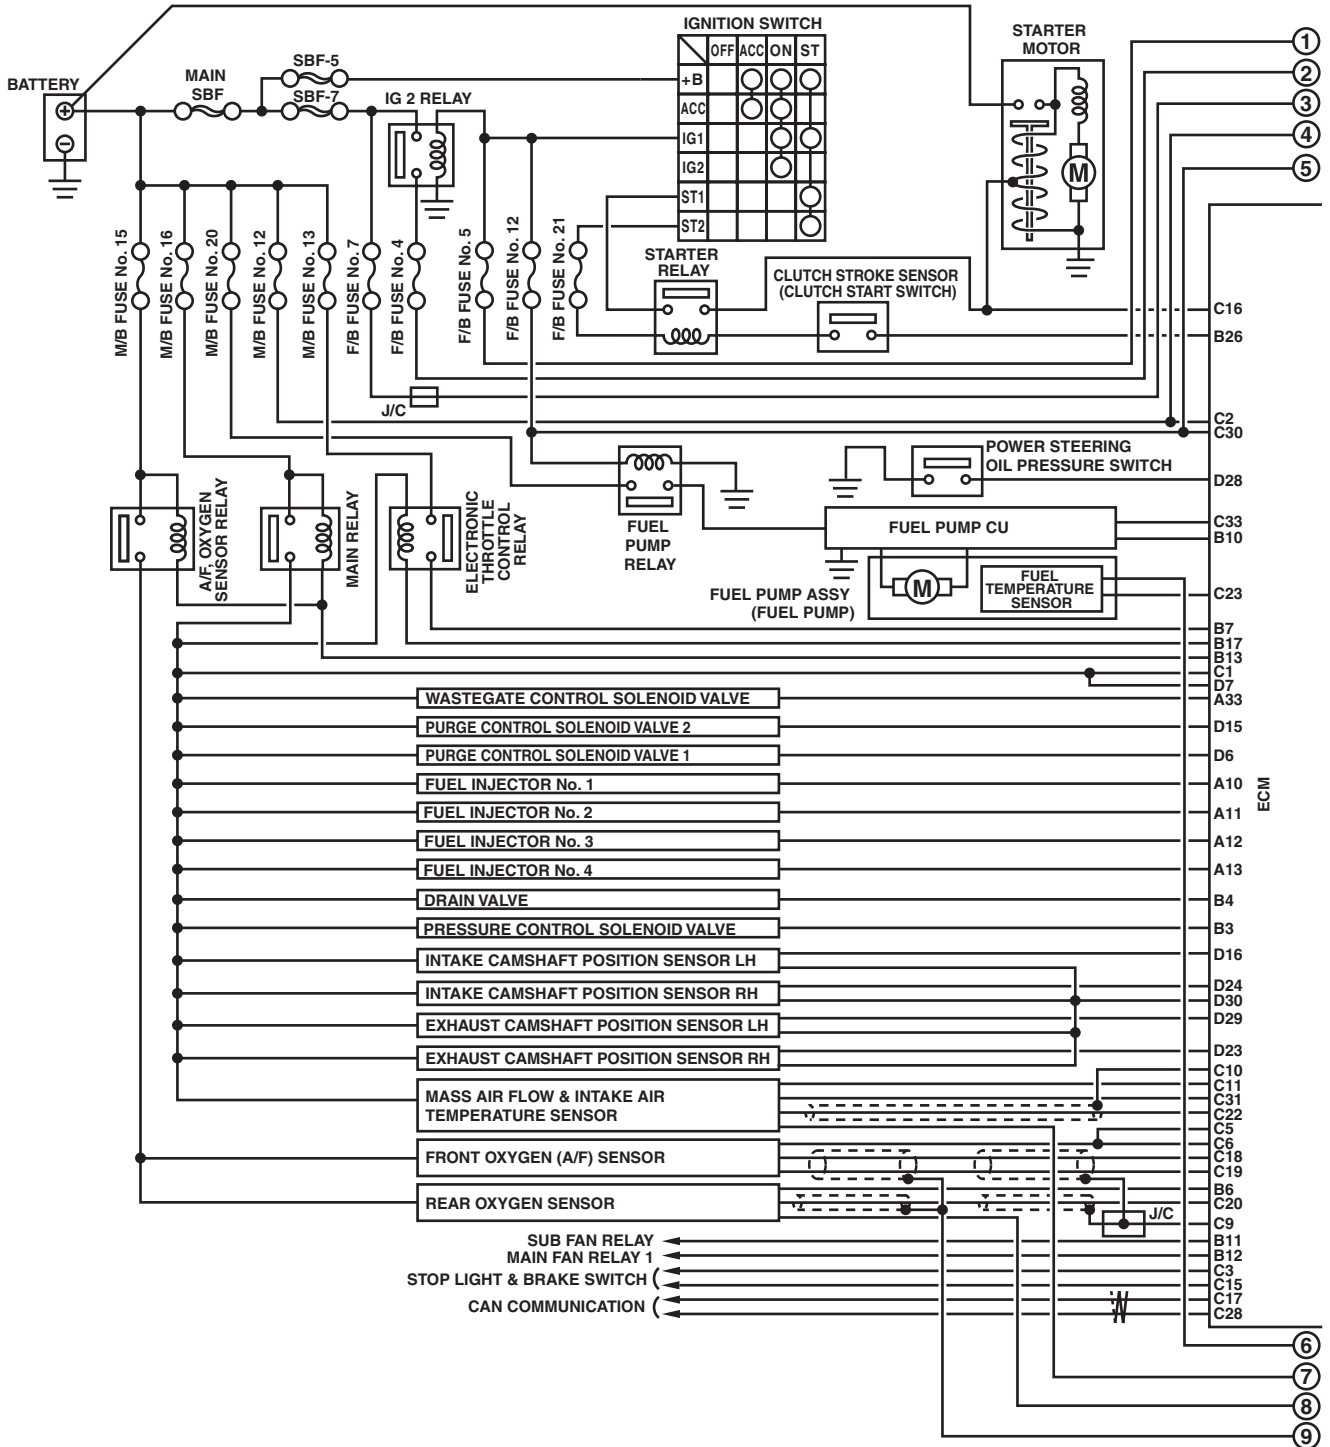 IGNITION SWITCH
OFF ACC ON ST
+B
ACC
IG1
IG2
ST1
ST2
STARTER
MOTOR
M
1
2
3
4
5
BATTERY
MAIN
SBF
SBF-5
SBF-7
IG 2 RELAY
M/B FUSE No. 15
M/B FUSE No. 16
M/B FUSE No. 20
M/B FUSE No. 12
M/B FUSE No. 13
F/B FUSE No. 7
F/B FUSE No. 4
F/B FUSE No. 5
F/B FUSE No. 12
F/B FUSE No. 21
STARTER
RELAY
CLUTCH STROKE SENSOR
(CLUTCH START SWITCH)
C16
B26
J/C
C2
C30
POWER STEERING
OIL PRESSURE SWITCH
D28
A/F, OXYGEN
SENSOR RELAY
MAIN RELAY
ELECTRONIC
THROTTLE
CONTROL
RELAY
FUEL
PUMP
RELAY
FUEL PUMP CU
C33
B10
FUEL PUMP ASSY
(FUEL PUMP)
M
FUEL
TEMPERATURE
SENSOR
C23
B7
B17
B13
C1
D7
WASTEGATE CONTROL SOLENOID VALVE
A33
PURGE CONTROL SOLENOID VALVE 2
D15
PURGE CONTROL SOLENOID VALVE 1
D6
FUEL INJECTOR No. 1
A10
ECM
FUEL INJECTOR No. 2
A11
FUEL INJECTOR No. 3
A12
FUEL INJECTOR No. 4
A13
DRAIN VALVE
B4
PRESSURE CONTROL SOLENOID VALVE
B3
INTAKE CAMSHAFT POSITION SENSOR LH
D16
INTAKE CAMSHAFT POSITION SENSOR RH
D24
D30
EXHAUST CAMSHAFT POSITION SENSOR LH
D29
EXHAUST CAMSHAFT POSITION SENSOR RH
D23
C10
MASS AIR FLOW & INTAKE AIR
TEMPERATURE SENSOR
C11
C31
C22
C5
FRONT OXYGEN (A/F) SENSOR
C6
C18
C19
REAR OXYGEN SENSOR
B6
C20
J/C
C9
SUB FAN RELAY
B11
MAIN FAN RELAY 1
B12
STOP LIGHT & BRAKE SWITCH (
C3
C15
CAN COMMUNICATION (
C17
C28
6
7
8
9